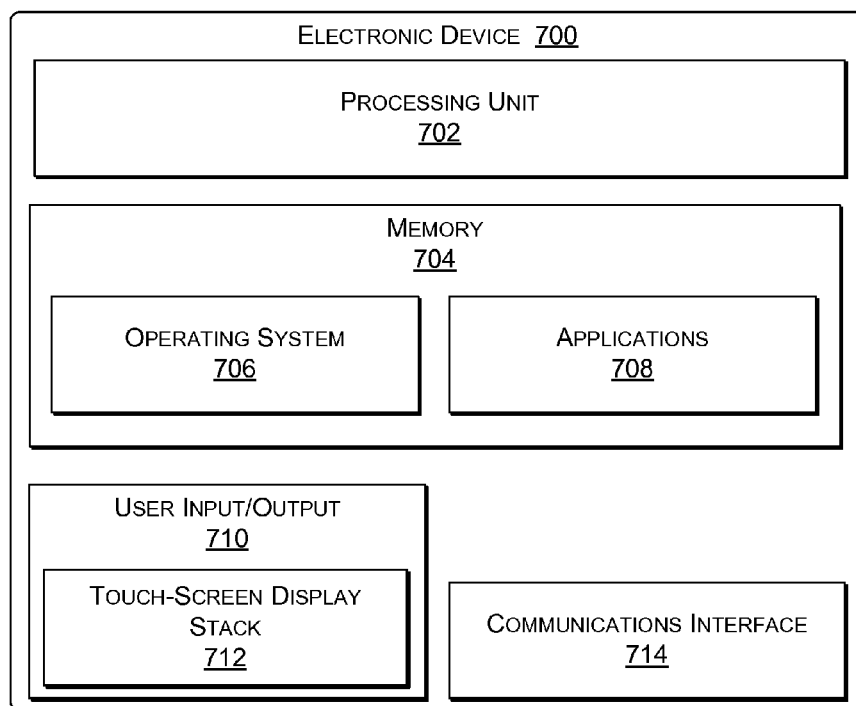 Electronic Device 700
Processing Unit
702
Memory
704
Operating System
706
Applications
708
User Input/Output
710
Touch-Screen Display
Stack
712
Communications Interface
714